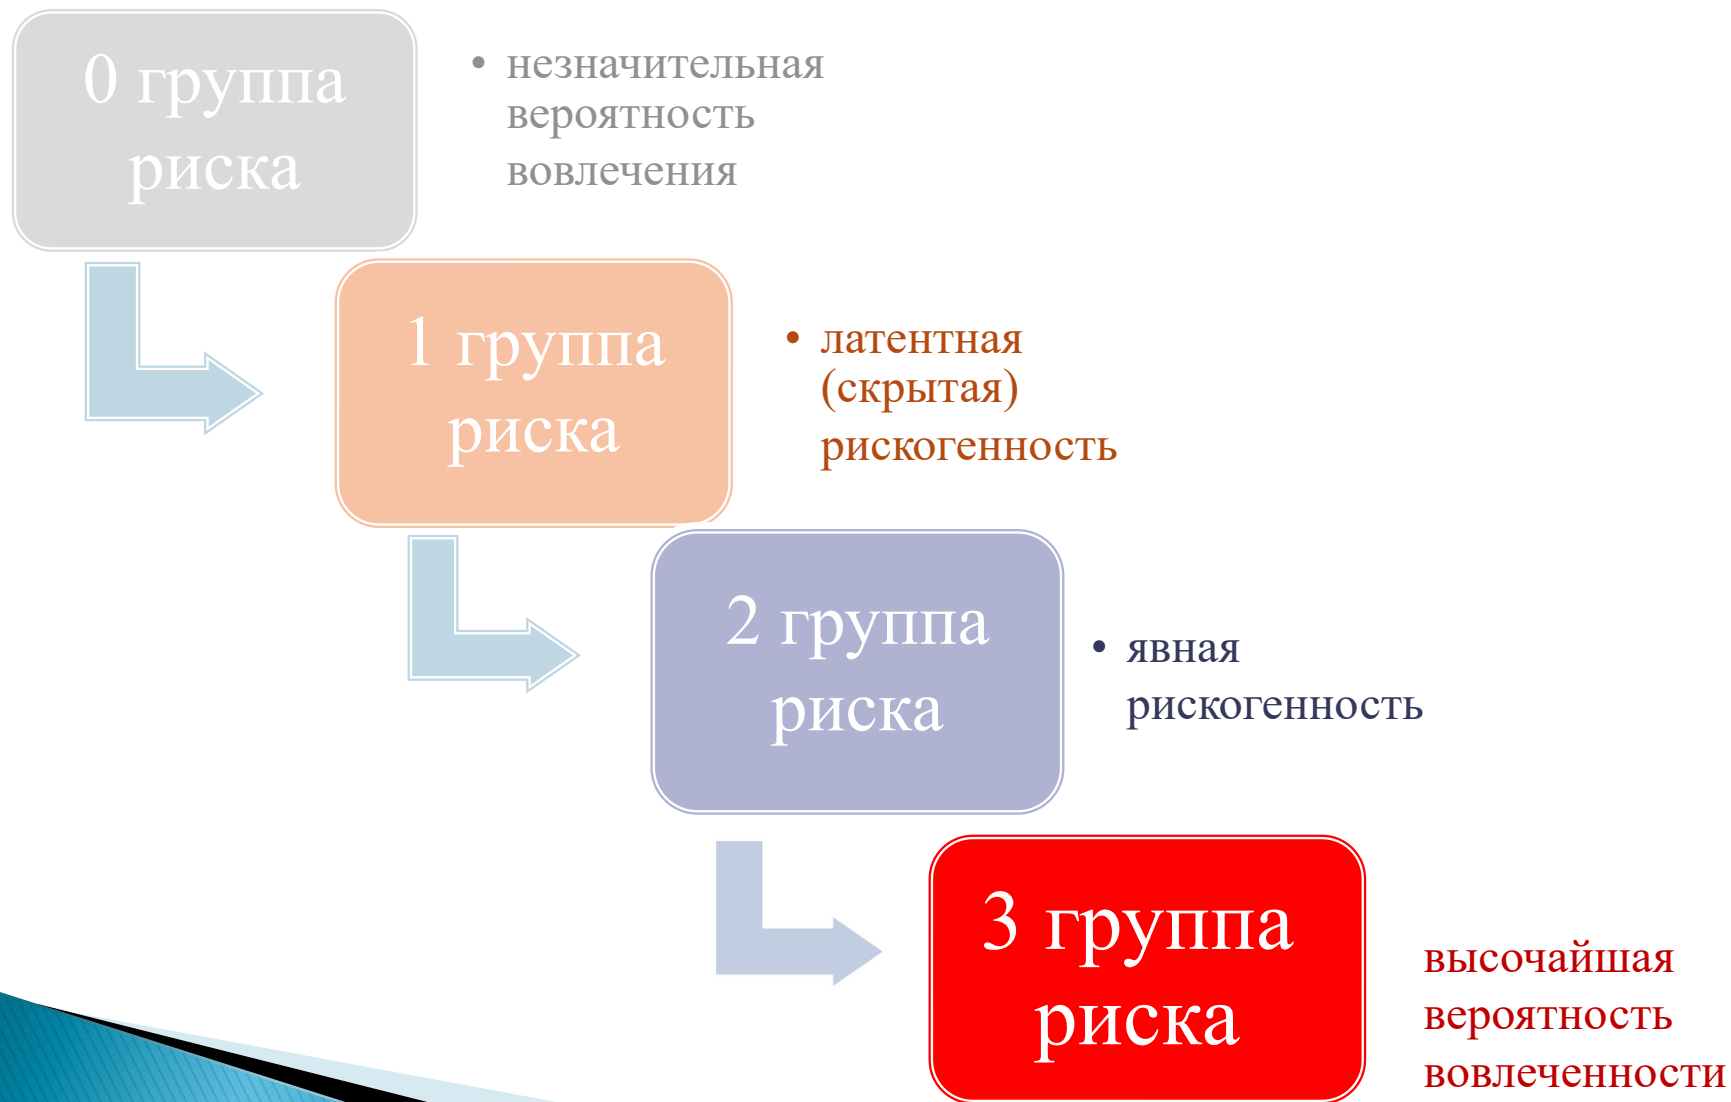 0 группа
риска
• незначительная
вероятность
вовлечения
1 группа
риска
• латентная
(скрытая)
рискогенность
2 группа
риска
• явная
рискогенность
3 группа
риска
высочайшая
вероятность
вовлеченности